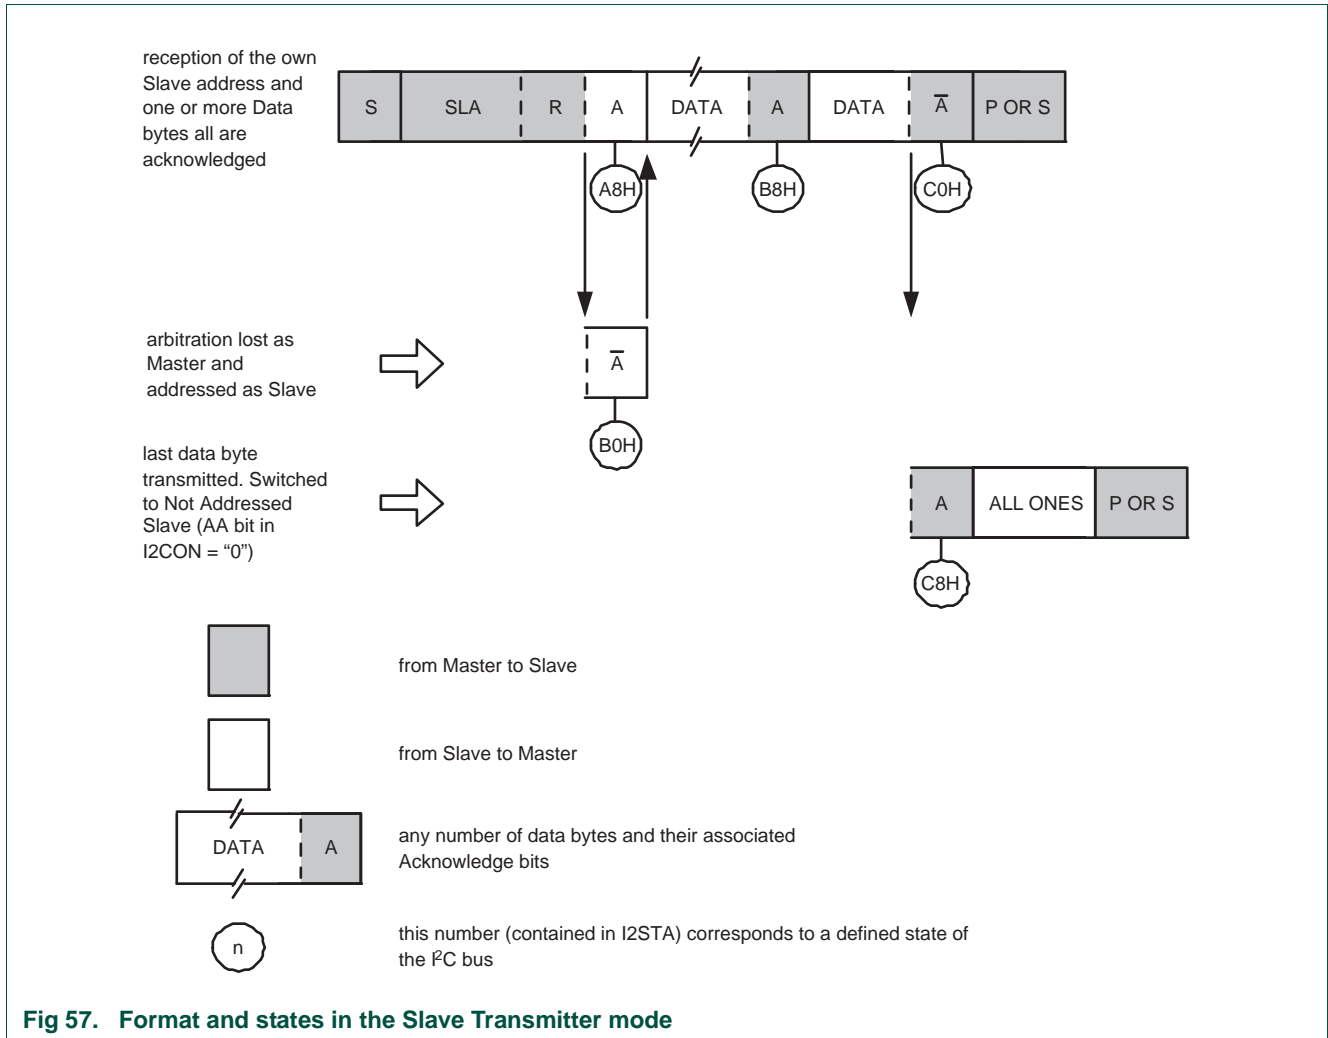 reception of the own
Slave address and
one or more Data
bytes all are
acknowledged
S SLA R A DATA A DATA A̅ P OR S
A8H B8H C0H
arbitration lost as
Master and
addressed as Slave
A̅
B0H
last data byte
transmitted. Switched
to Not Addressed
Slave (AA bit in
I2CON = “0”)
A ALL ONES P OR S
C8H
from Master to Slave
from Slave to Master
DATA A
any number of data bytes and their associated
Acknowledge bits
n
this number (contained in I2STA) corresponds to a defined state of
the I²C bus
Fig 57. Format and states in the Slave Transmitter mode